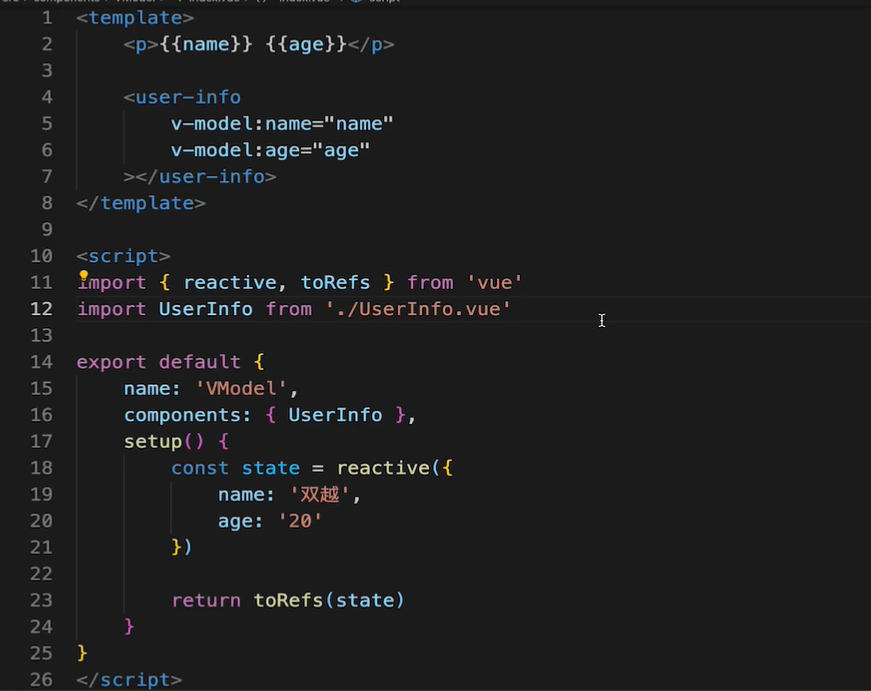 1 <template>
2 <p>{{name}} {{age}}</p>
3
4 <user-info
5 v-model:name="name"
6 v-model:age="age"
7 ></user-info>
8 </template>
9
10 <script>
11 import { reactive, toRefs } from 'vue'
12 import UserInfo from './UserInfo.vue'
13
14 export default {
15 name: 'VModel',
16 components: { UserInfo },
17 setup() {
18 const state = reactive({
19 name: '双越',
20 age: '20'
21 })
22
23 return toRefs(state)
24 }
25 }
26 </script>